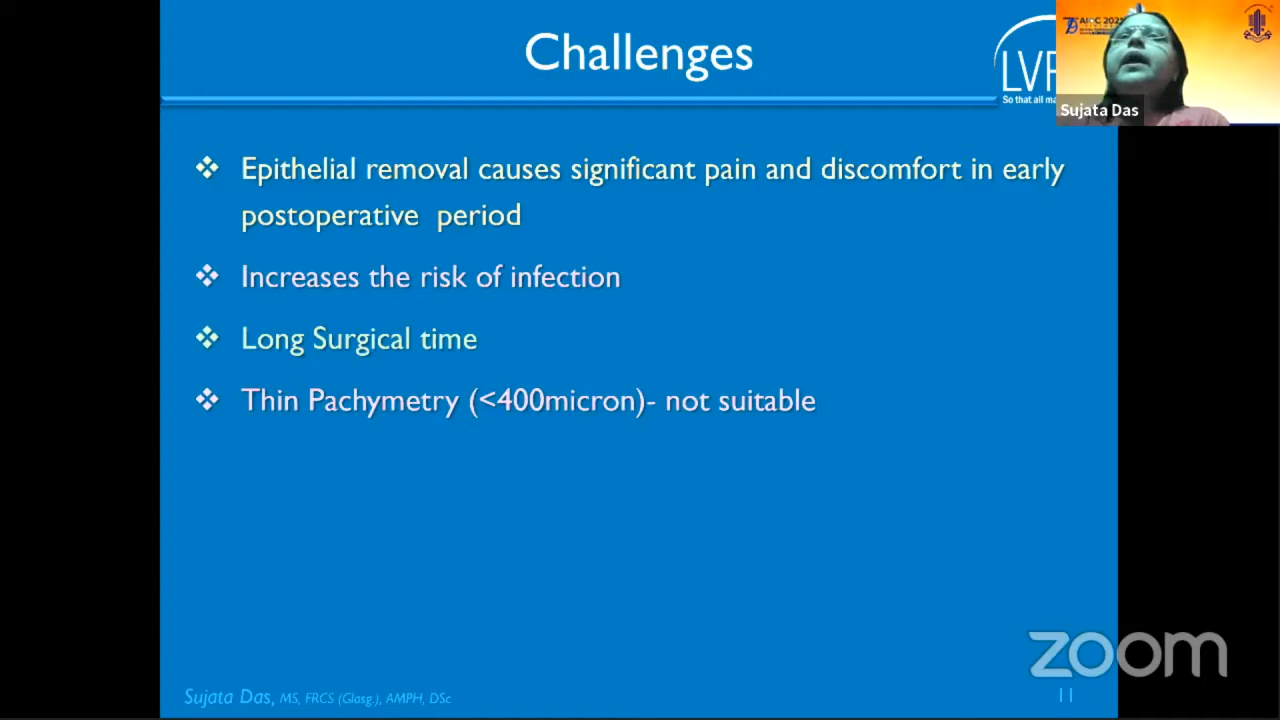 Challenges
LVP
So that all ma
AIOC 2021
Sujata Das
❖ Epithelial removal causes significant pain and discomfort in early
postoperative period
❖ Increases the risk of infection
❖ Long Surgical time
❖ Thin Pachymetry (<400micron)- not suitable
zoom
Sujata Das, MS, FRCS (Glasg.), AMPH, DSc
11